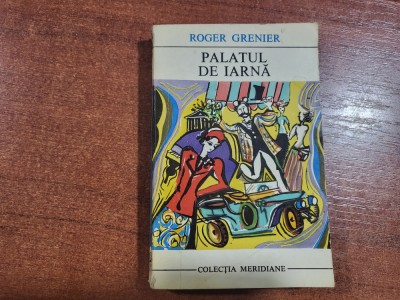 ROGER GRENIER
PALATUL
DE IARNĂ
COLECȚIA MERIDIANE